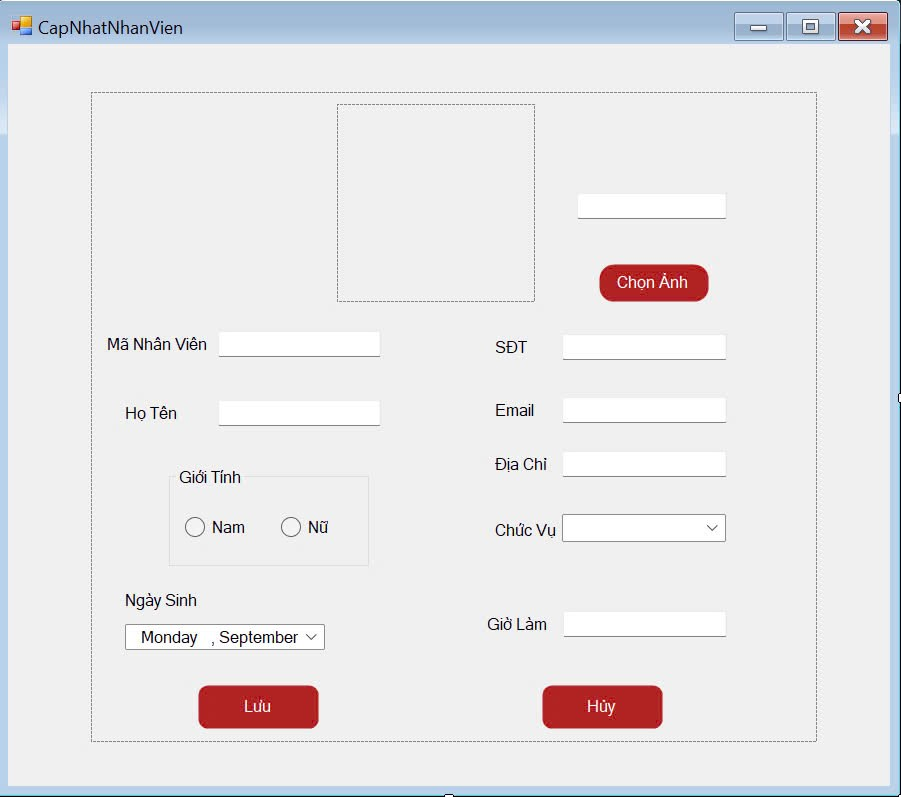 CapNhatNhanVien
Chọn Ảnh
Mã Nhân Viên
SĐT
Họ Tên
Email
Địa Chỉ
Giới Tính
Nam
Nữ
Chức Vụ
Ngày Sinh
Monday , September
Giờ Làm
Lưu
Hủy